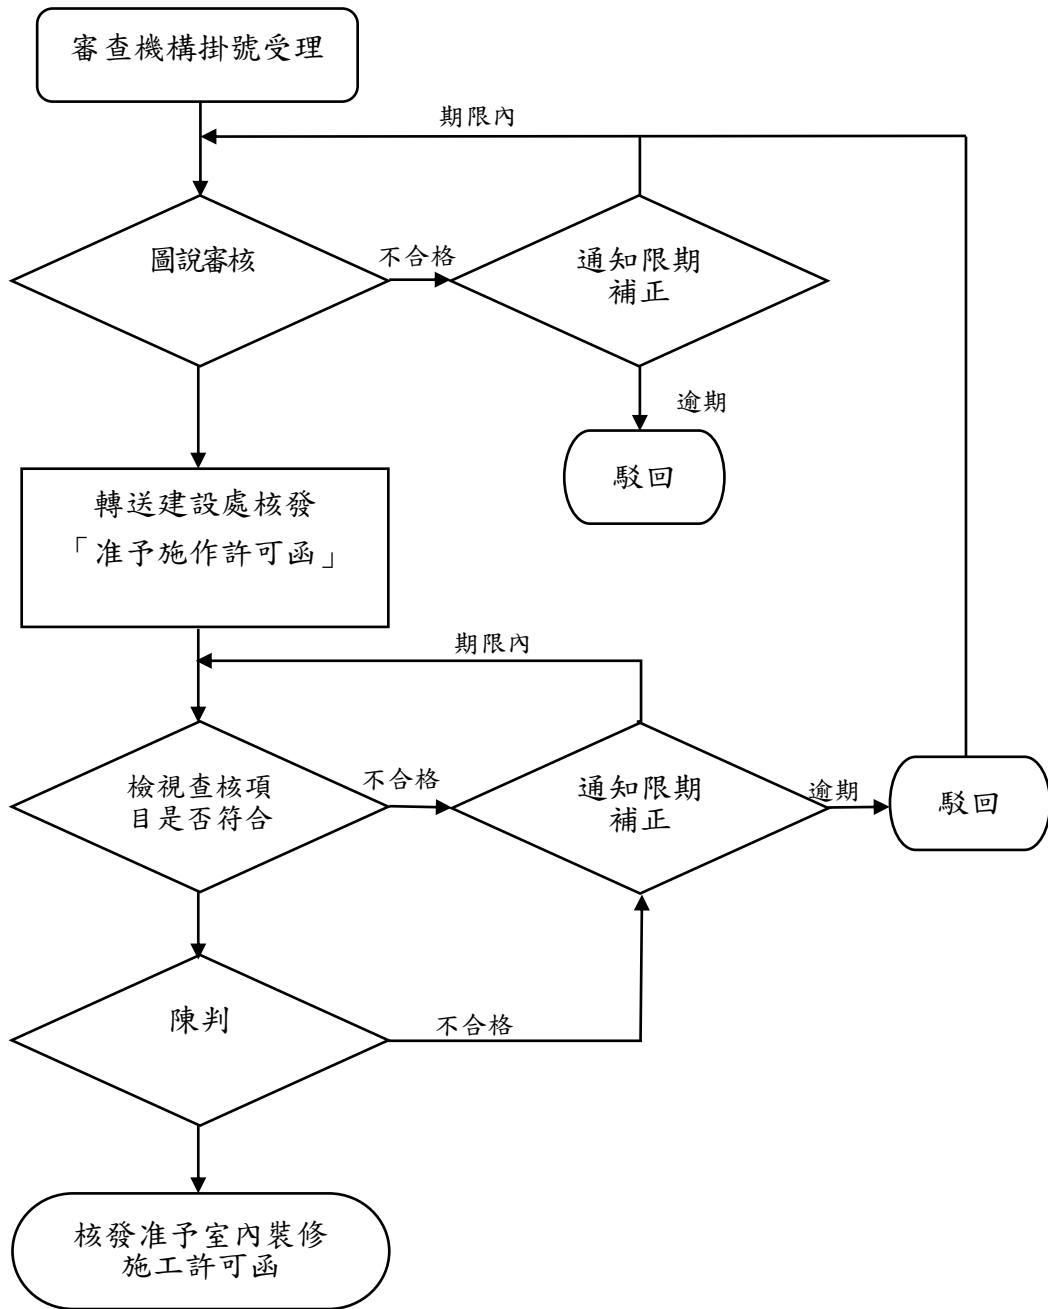 審查機構掛號受理
期限內
圖說審核
不合格
通知限期
補正
逾期
駁回
轉送建設處核發
「准予施作許可函」
期限內
檢視查核項
目是否符合
不合格
通知限期
補正
逾期
駁回
陳判
不合格
核發准予室內裝修
施工許可函